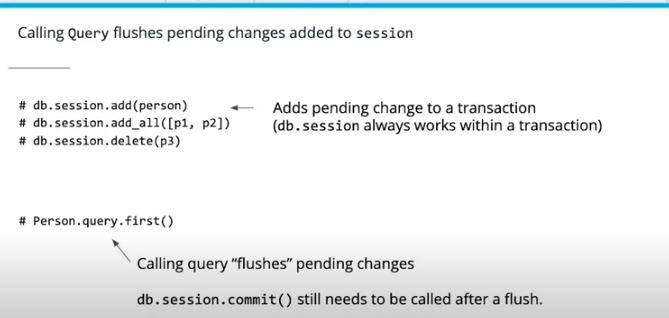 Calling Query flushes pending changes added to session
# db.session.add(person)
# db.session.add_all([p1, p2])
# db.session.delete(p3)
Adds pending change to a transaction
(db.session always works within a transaction)
# Person.query.first()
Calling query “flushes” pending changes
db.session.commit() still needs to be called after a flush.